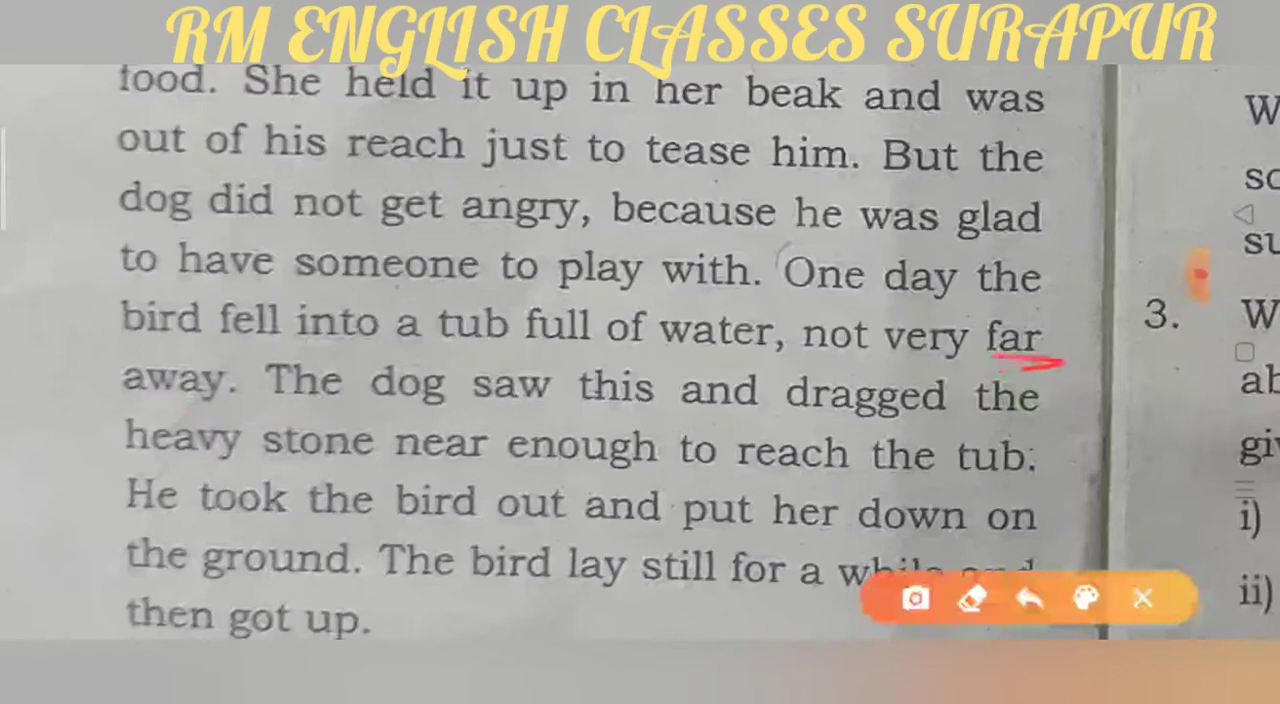 RM ENGLISH CLASSES SURAPUR
food. She held it up in her beak and was
out of his reach just to tease him. But the
dog did not get angry, because he was glad
to have someone to play with. One day the
bird fell into a tub full of water, not very far
away. The dog saw this and dragged the
heavy stone near enough to reach the tub.
He took the bird out and put her down on
the ground. The bird lay still for a while and
then got up.
3.
i)
ii)